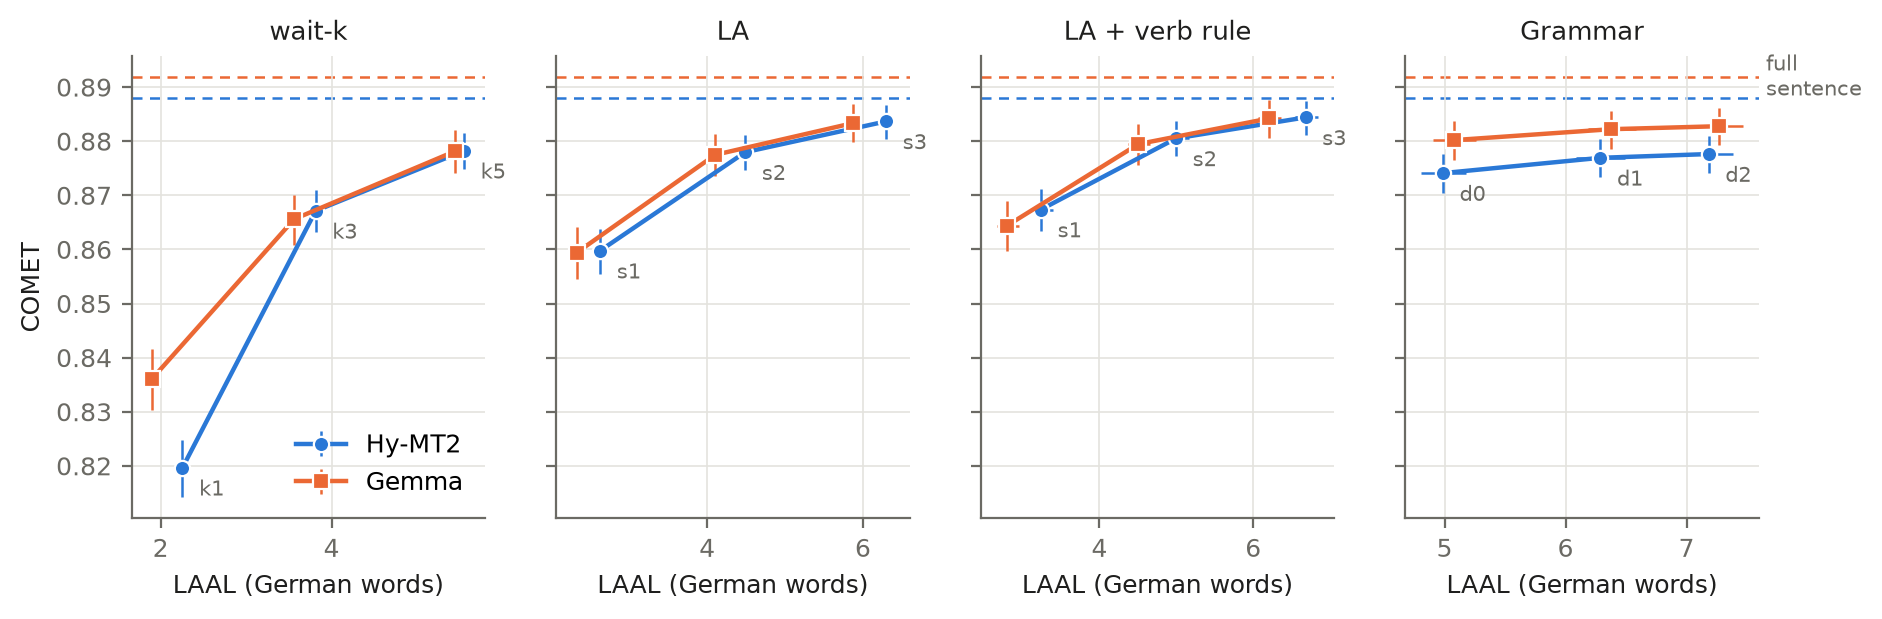 wait-k
LA
LA + verb rule
Grammar
full
sentence
COMET
0.89
0.88
0.87
0.86
0.85
0.84
0.83
0.82
k5
k3
k1
Hy-MT2
Gemma
s3
s2
s1
s3
s2
s1
d0
d1
d2
2
4
4
6
4
6
5
6
7
LAAL (German words)
LAAL (German words)
LAAL (German words)
LAAL (German words)